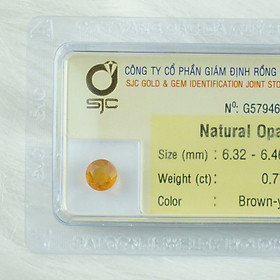 CÔNG TY CỔ PHẦN GIÁM ĐỊNH RỒNG
SJC GOLD & GEM IDENTIFICATION JOINT STO
SJC
Nº: G57946
Natural Opa
Size (mm) : 6.32 - 6.4
Weight (ct) : 0.7
Color : Brown-y